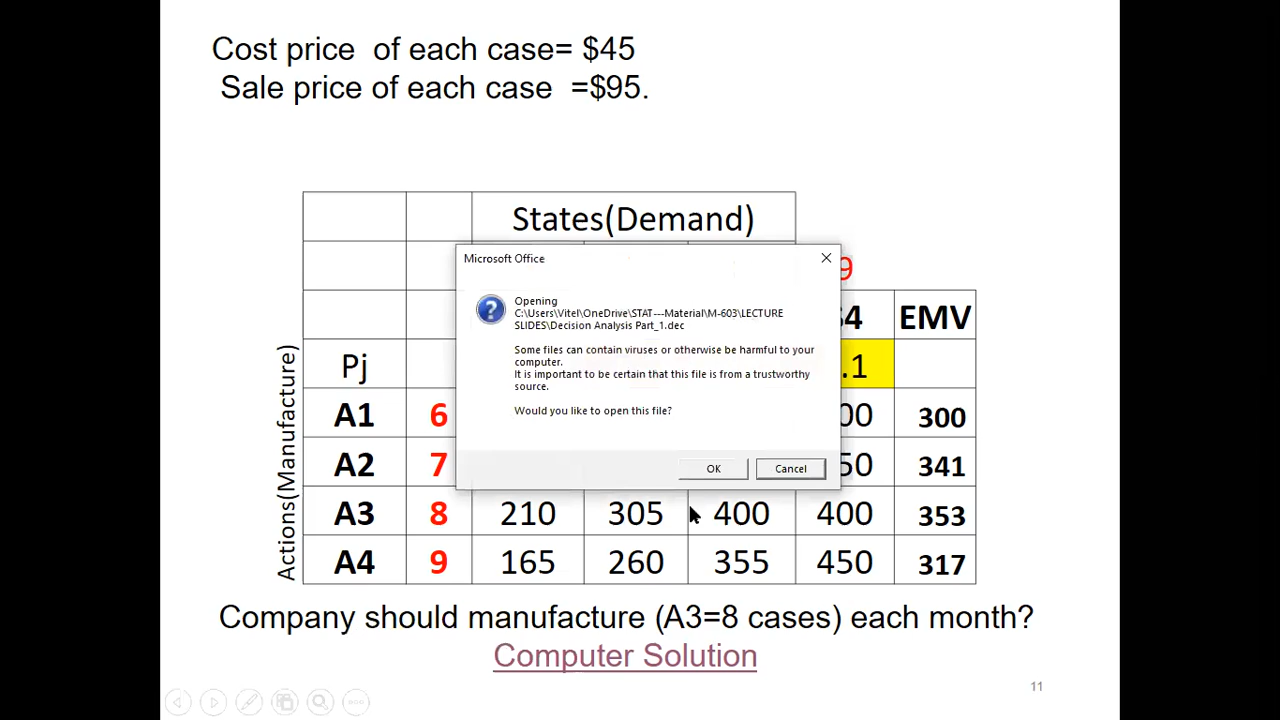 Cost price of each case= $45
Sale price of each case =$95.
States(Demand)
Microsoft Office
Opening
C:\Users\Vitel\OneDrive\STAT---Material\M-603\LECTURE
SLIDES\Decision Analysis Part_1.dec
Some files can contain viruses or otherwise be harmful to your
computer.
It is important to be certain that this file is from a trustworthy
source.
Would you like to open this file?
OK Cancel
9
4 EMV
Pj .1
Actions(Manufacture)
A1 6 00 300
A2 7 50 341
A3 8 210 305 400 400 353
A4 9 165 260 355 450 317
Company should manufacture (A3=8 cases) each month?
Computer Solution
11